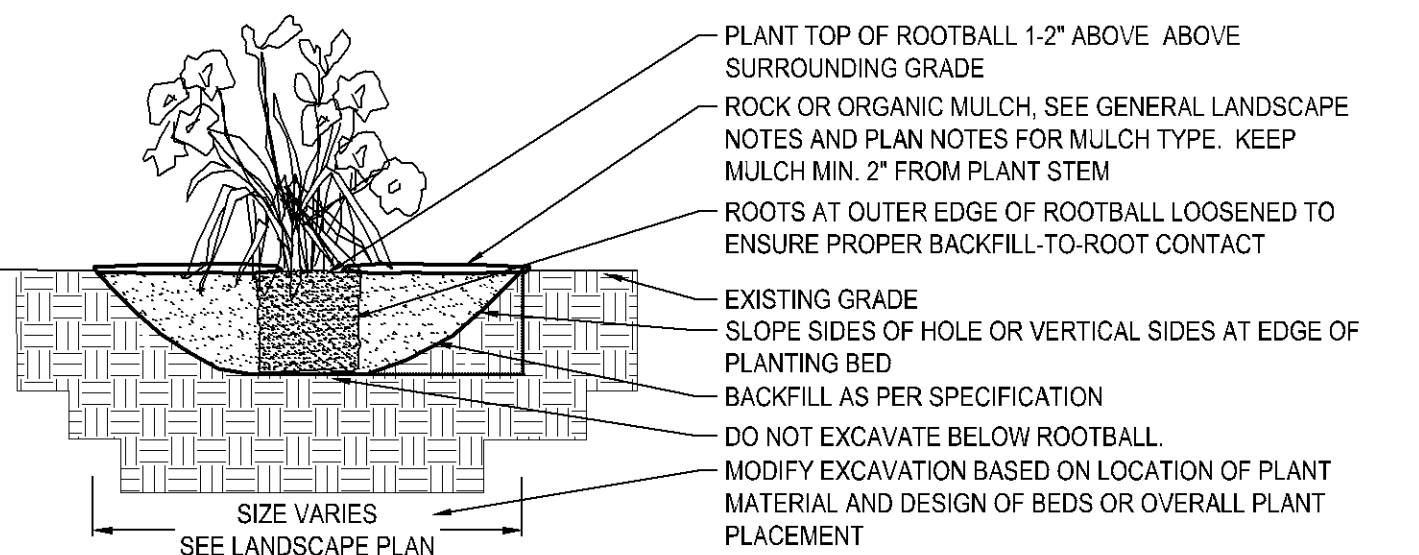 PLANT TOP OF ROOTBALL 1-2" ABOVE ABOVE
SURROUNDING GRADE
ROCK OR ORGANIC MULCH, SEE GENERAL LANDSCAPE
NOTES AND PLAN NOTES FOR MULCH TYPE. KEEP
MULCH MIN. 2" FROM PLANT STEM
ROOTS AT OUTER EDGE OF ROOTBALL LOOSENED TO
ENSURE PROPER BACKFILL-TO-ROOT CONTACT
EXISTING GRADE
SLOPE SIDES OF HOLE OR VERTICAL SIDES AT EDGE OF
PLANTING BED
BACKFILL AS PER SPECIFICATION
DO NOT EXCAVATE BELOW ROOTBALL.
MODIFY EXCAVATION BASED ON LOCATION OF PLANT
MATERIAL AND DESIGN OF BEDS OR OVERALL PLANT
PLACEMENT
SIZE VARIES
SEE LANDSCAPE PLAN